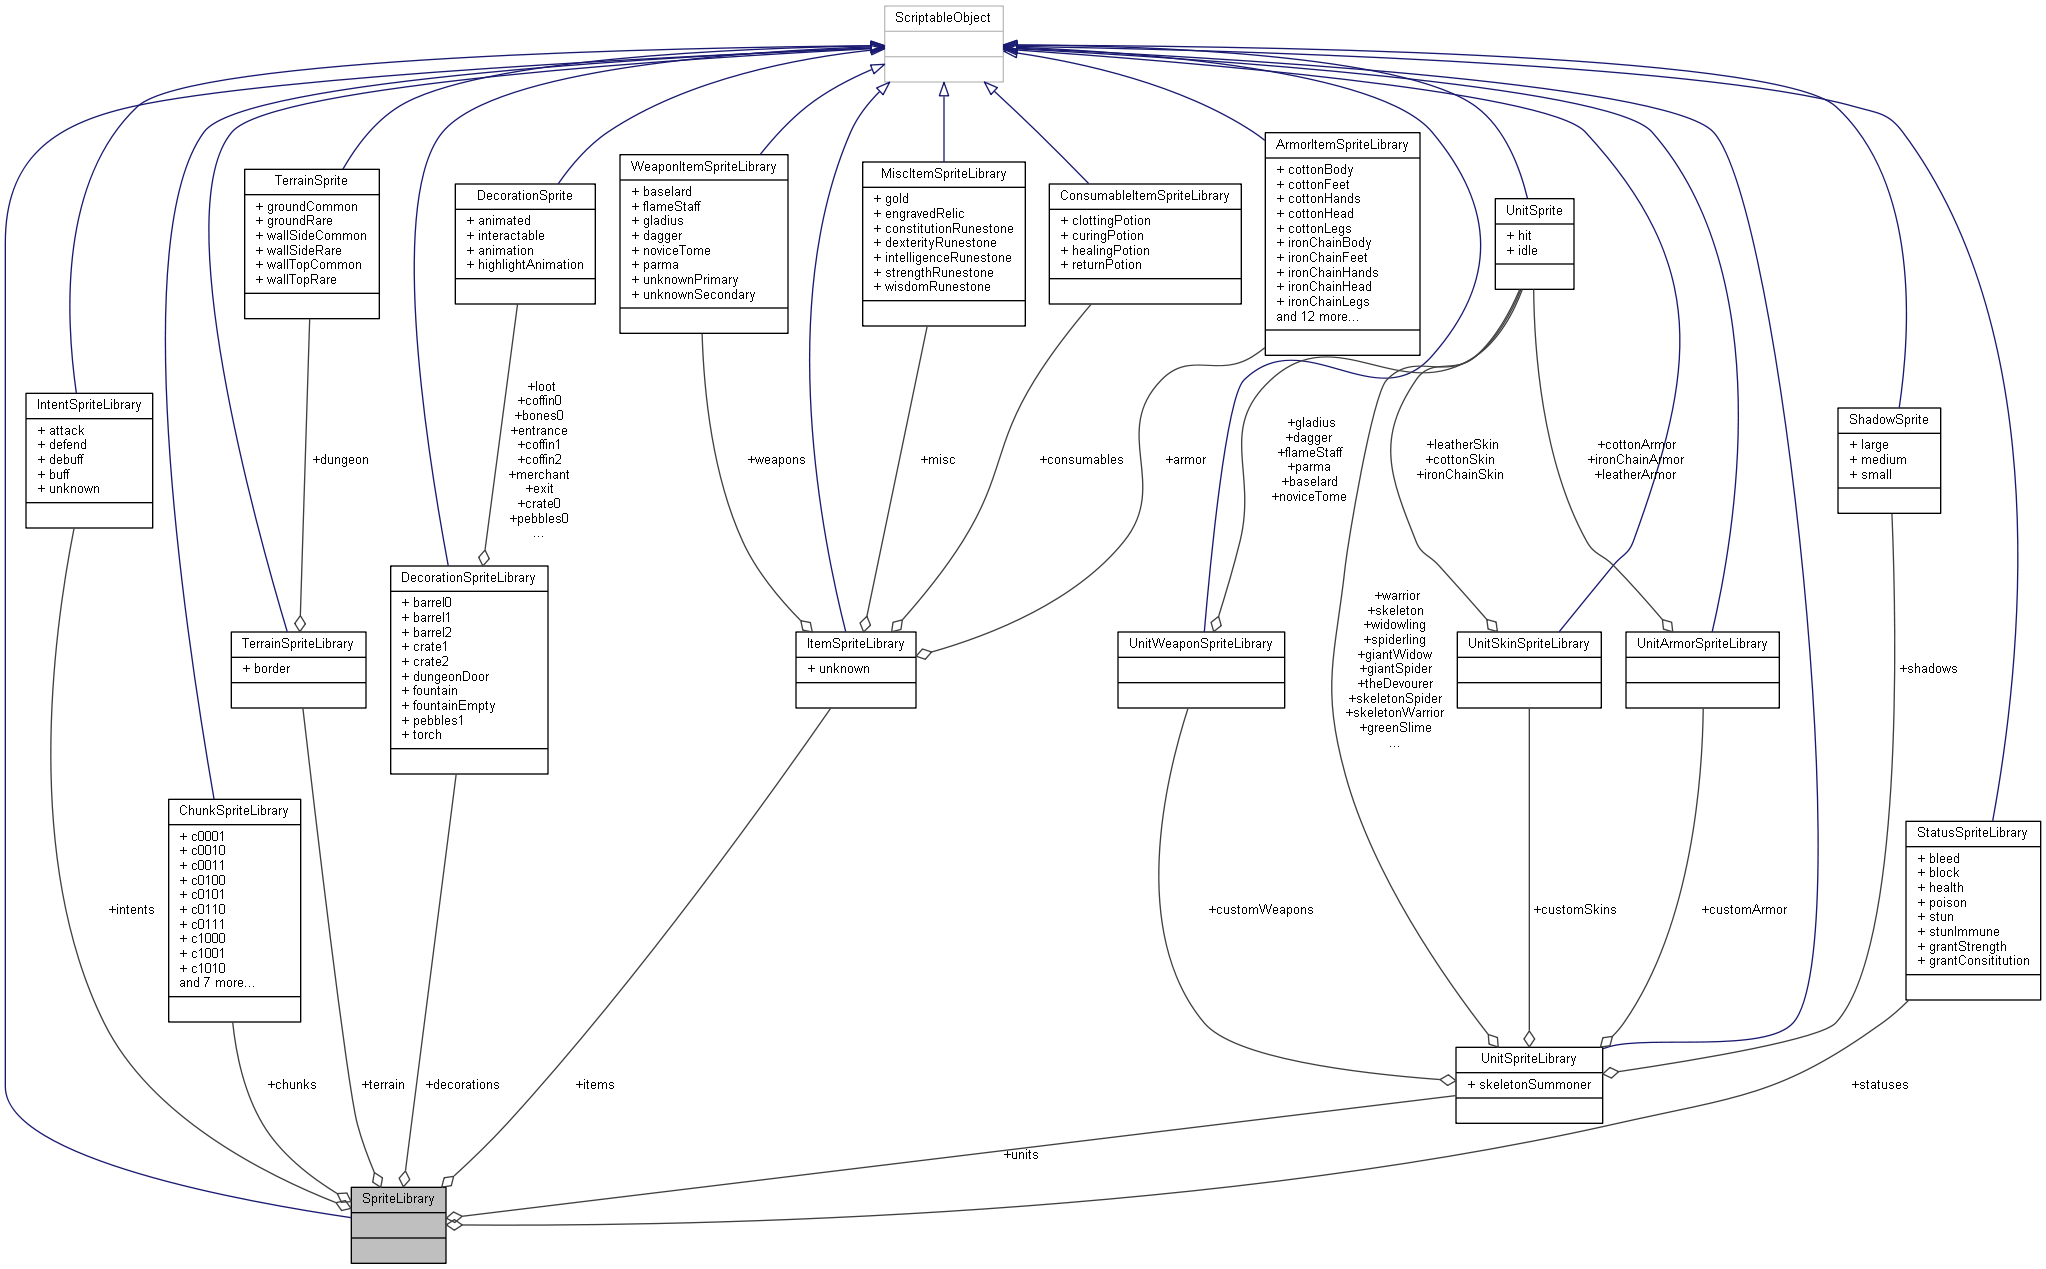 ScriptableObject
TerrainSprite
+ groundCommon
+ groundRare
+ wallSideCommon
+ wallSideRare
+ wallTopCommon
+ wallTopRare
DecorationSprite
+ animated
+ interactable
+ animation
+ highlightAnimation
WeaponItemSpriteLibrary
+ baselard
+ flameStaff
+ gladius
+ dagger
+ noviceTome
+ parma
+ unknownPrimary
+ unknownSecondary
MiscItemSpriteLibrary
+ gold
+ engravedRelic
+ constitutionRunestone
+ dexterityRunestone
+ intelligenceRunestone
+ strengthRunestone
+ wisdomRunestone
ConsumableItemSpriteLibrary
+ clottingPotion
+ curingPotion
+ healingPotion
+ returnPotion
ArmorItemSpriteLibrary
+ cottonBody
+ cottonFeet
+ cottonHands
+ cottonHead
+ cottonLegs
+ ironChainBody
+ ironChainFeet
+ ironChainHands
+ ironChainHead
+ ironChainLegs
and 12 more...
UnitSprite
+ hit
+ idle
IntentSpriteLibrary
+ attack
+ defend
+ debuff
+ buff
+ unknown
+dungeon
+loot
+coffin0
+bones0
+entrance
+coffin1
+coffin2
+merchant
+exit
+crate0
+pebbles0
...
+weapons
+misc
+consumables
+armor
+gladius
+dagger
+flameStaff
+parma
+baselard
+noviceTome
+leatherSkin
+cottonSkin
+ironChainSkin
+cottonArmor
+ironChainArmor
+leatherArmor
ShadowSprite
+ large
+ medium
+ small
TerrainSpriteLibrary
+ border
DecorationSpriteLibrary
+ barrel0
+ barrel1
+ barrel2
+ crate1
+ crate2
+ dungeonDoor
+ fountain
+ fountainEmpty
+ pebbles1
+ torch
ItemSpriteLibrary
+ unknown
UnitWeaponSpriteLibrary
+warrior
+skeleton
+widowling
+spiderling
+giantWidow
+giantSpider
+theDevourer
+skeletonSpider
+skeletonWarrior
+greenSlime
...
UnitSkinSpriteLibrary
UnitArmorSpriteLibrary
+shadows
ChunkSpriteLibrary
+ c0001
+ c0010
+ c0011
+ c0100
+ c0101
+ c0110
+ c0111
+ c1000
+ c1001
+ c1010
and 7 more...
StatusSpriteLibrary
+ bleed
+ block
+ health
+ poison
+ stun
+ stunImmune
+ grantStrength
+ grantConsititution
+intents
+customWeapons
+customSkins
+customArmor
UnitSpriteLibrary
+ skeletonSummoner
+chunks
+terrain
+decorations
+items
+statuses
+units
SpriteLibrary